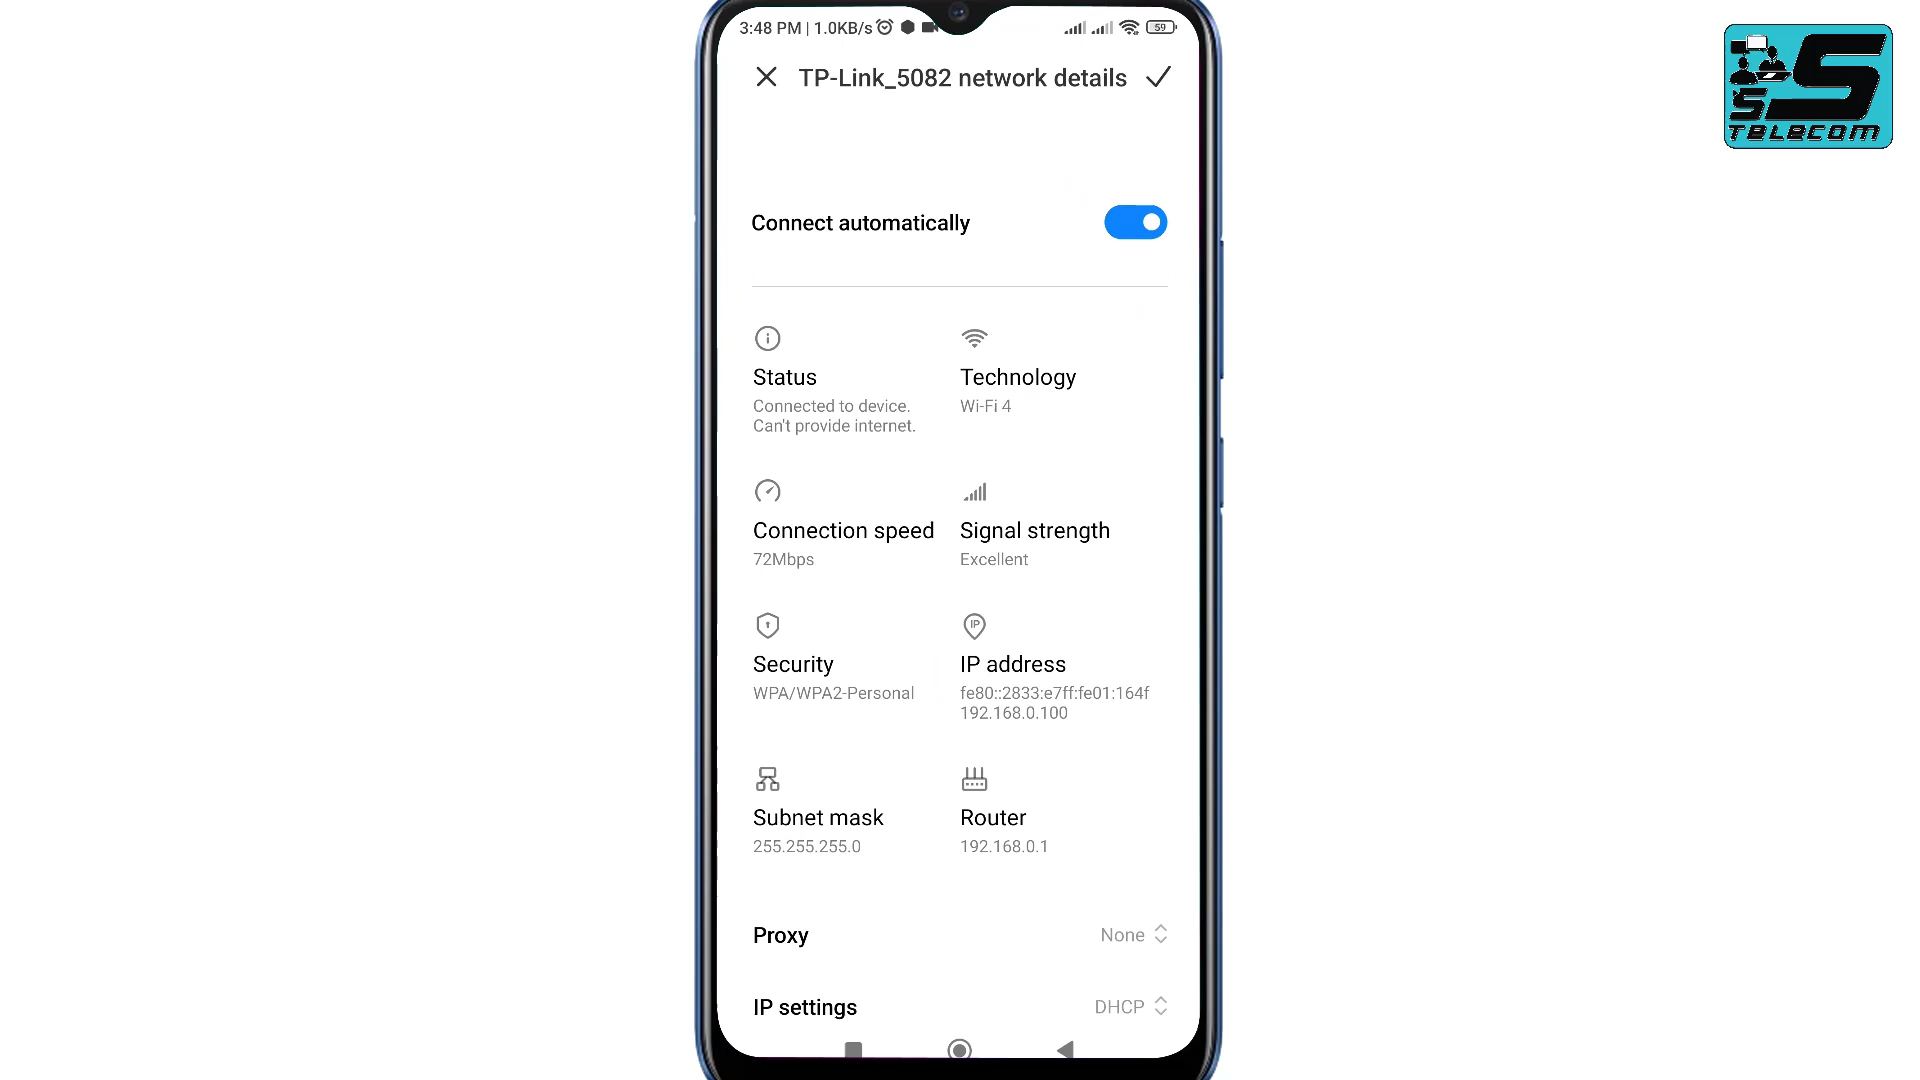 3:48 PM | 1.0KB/s
59
TP-Link_5082 network details
Connect automatically
Status
Connected to device.
Can't provide internet.
Technology
Wi-Fi 4
Connection speed
72Mbps
Signal strength
Excellent
Security
WPA/WPA2-Personal
IP
IP address
fe80::2833:e7ff:fe01:164f
192.168.0.100
Subnet mask
255.255.255.0
Router
192.168.0.1
Proxy
None
IP settings
DHCP
SS
TELECOM